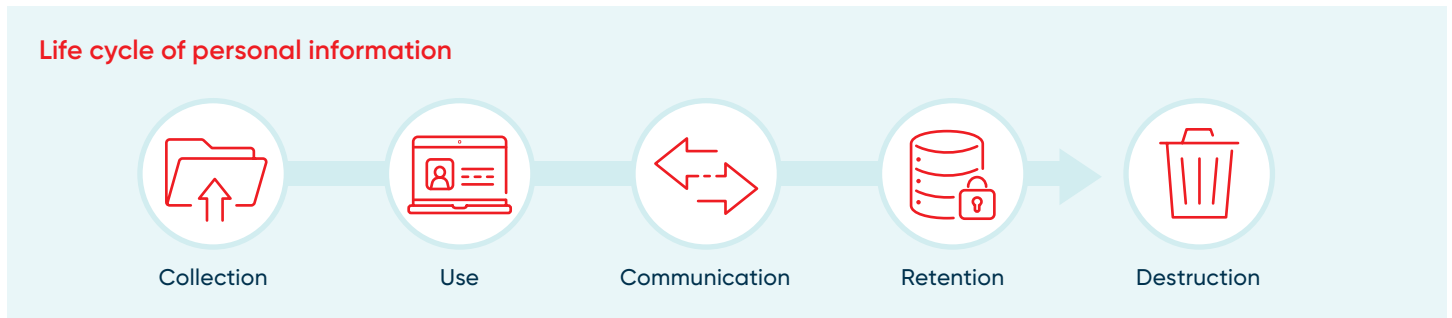 Life cycle of personal information
Collection
Use
Communication
Retention
Destruction